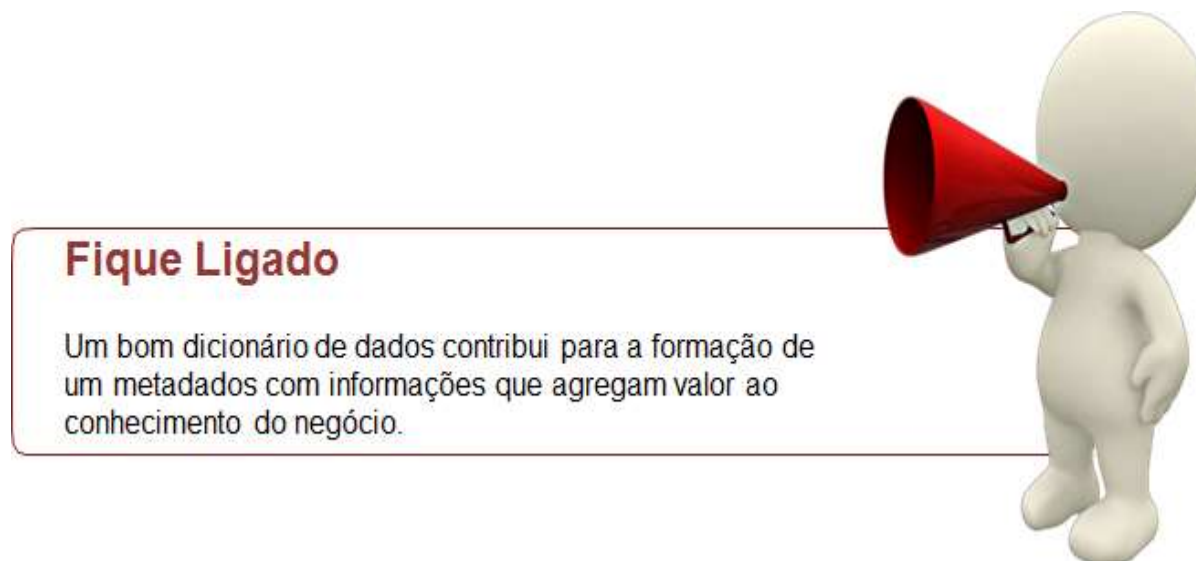 Fique Ligado
Um bom dicionário de dados contribui para a formação de
um metadados com informações que agregam valor ao
conhecimento do negócio.